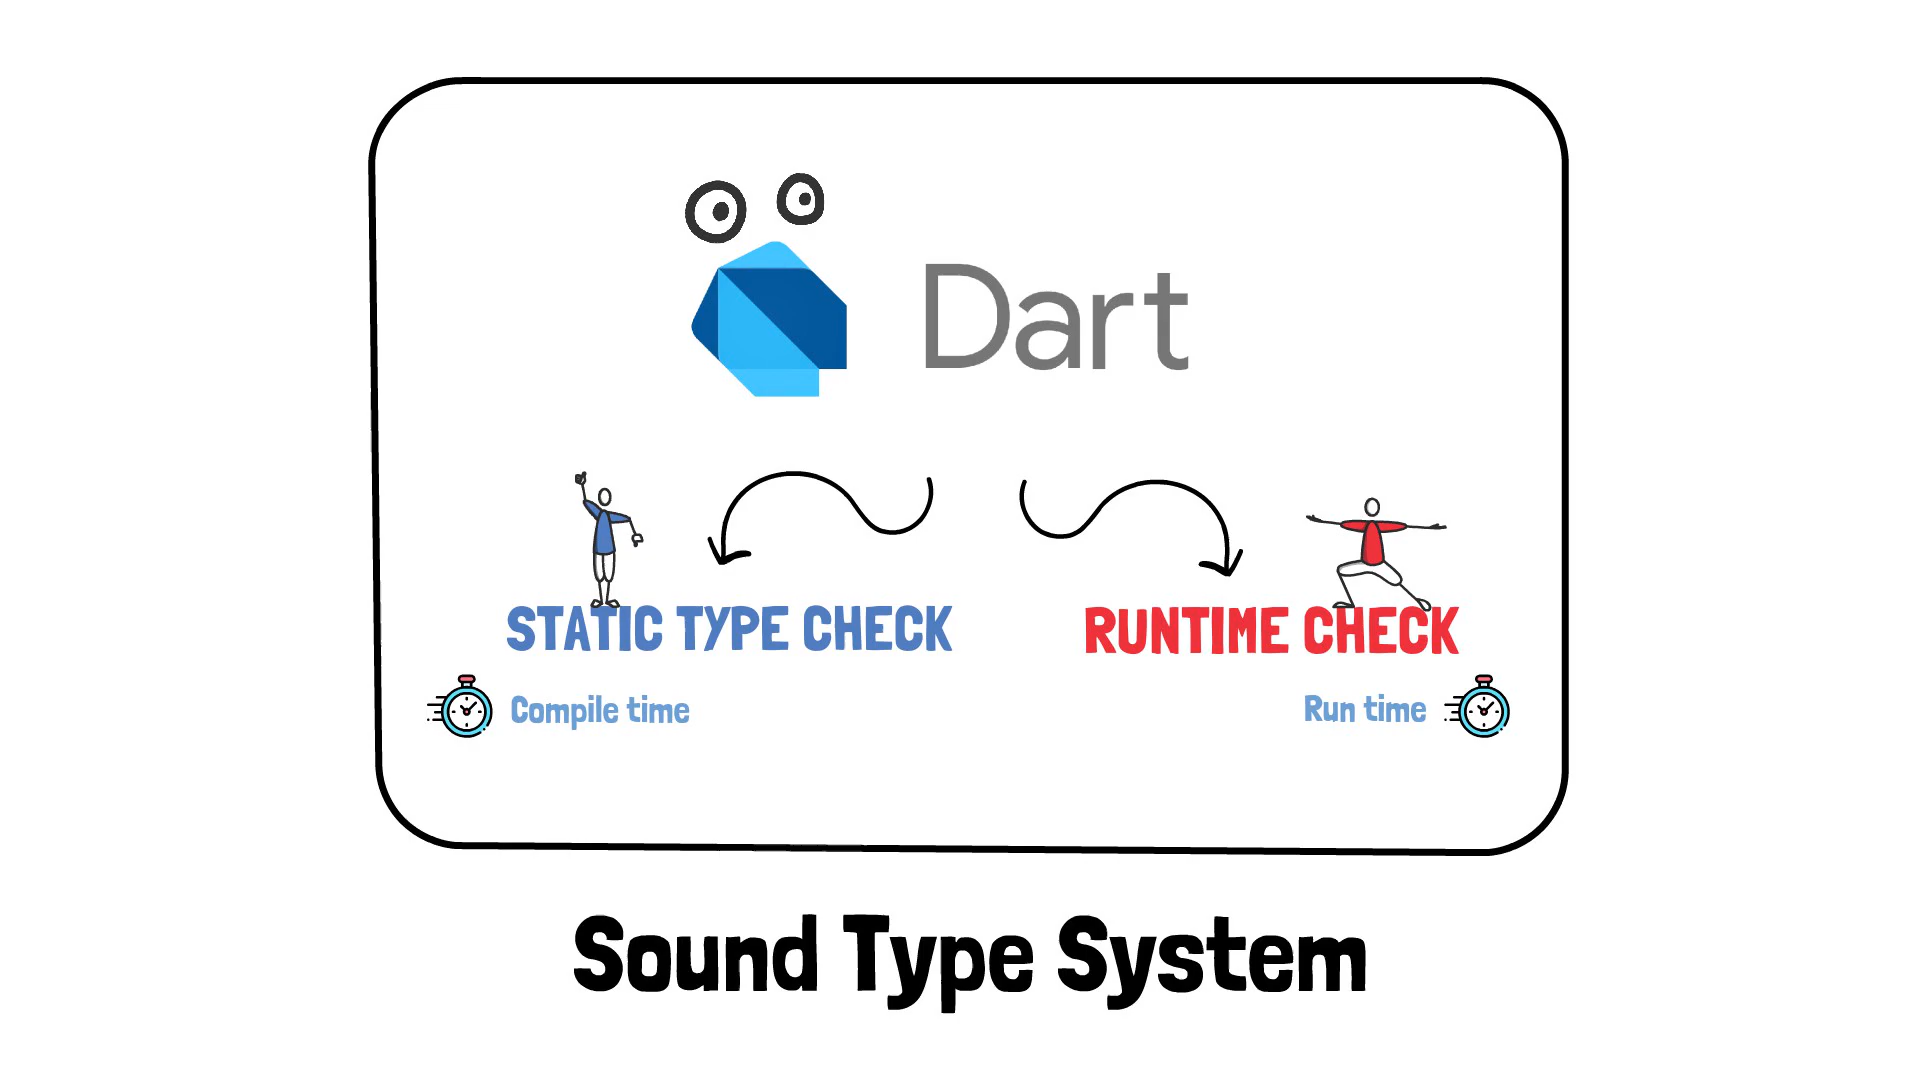 Dart
STATIC TYPE CHECK
RUNTIME CHECK
Compile time
Run time
Sound Type System